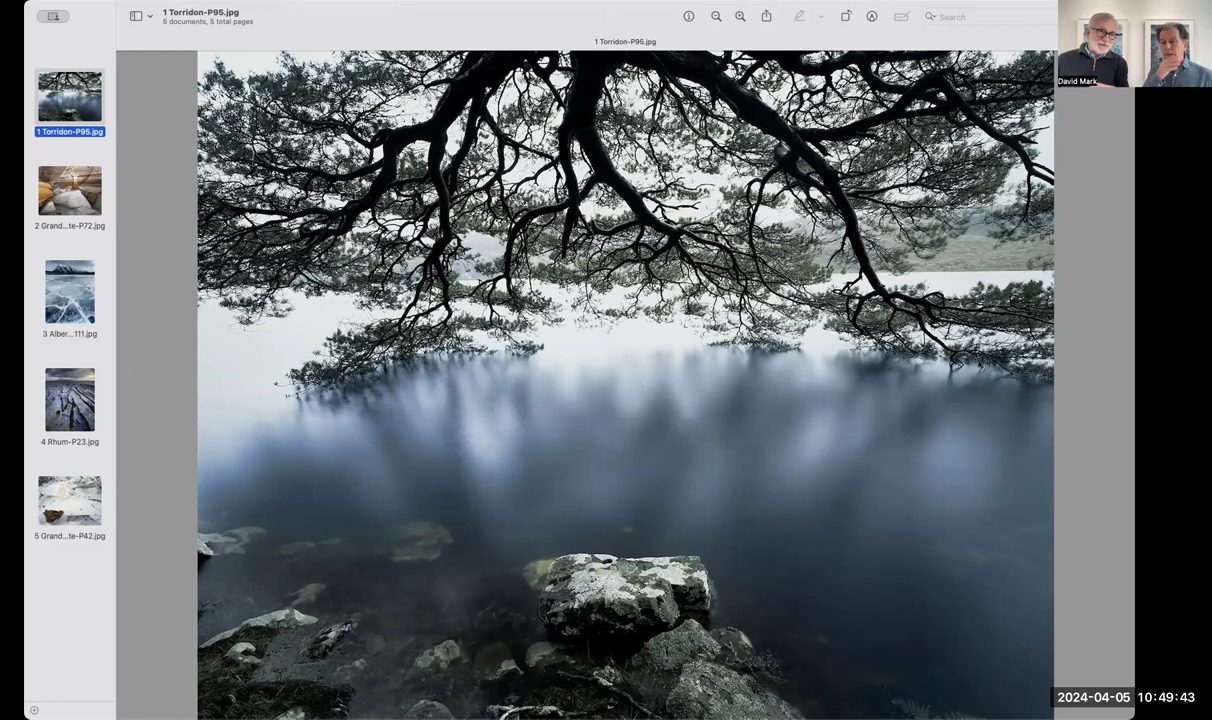 1 Torridon-P95.jpg
5 documents, 5 total pages
Search
1 Torridon-P95.jpg
David Mark
1 Torridon-P95.jpg
2 Grand...te-P72.jpg
3 Alber...111.jpg
4 Rhum-P23.jpg
5 Grand...te-P42.jpg
2024-04-05 10:49:43